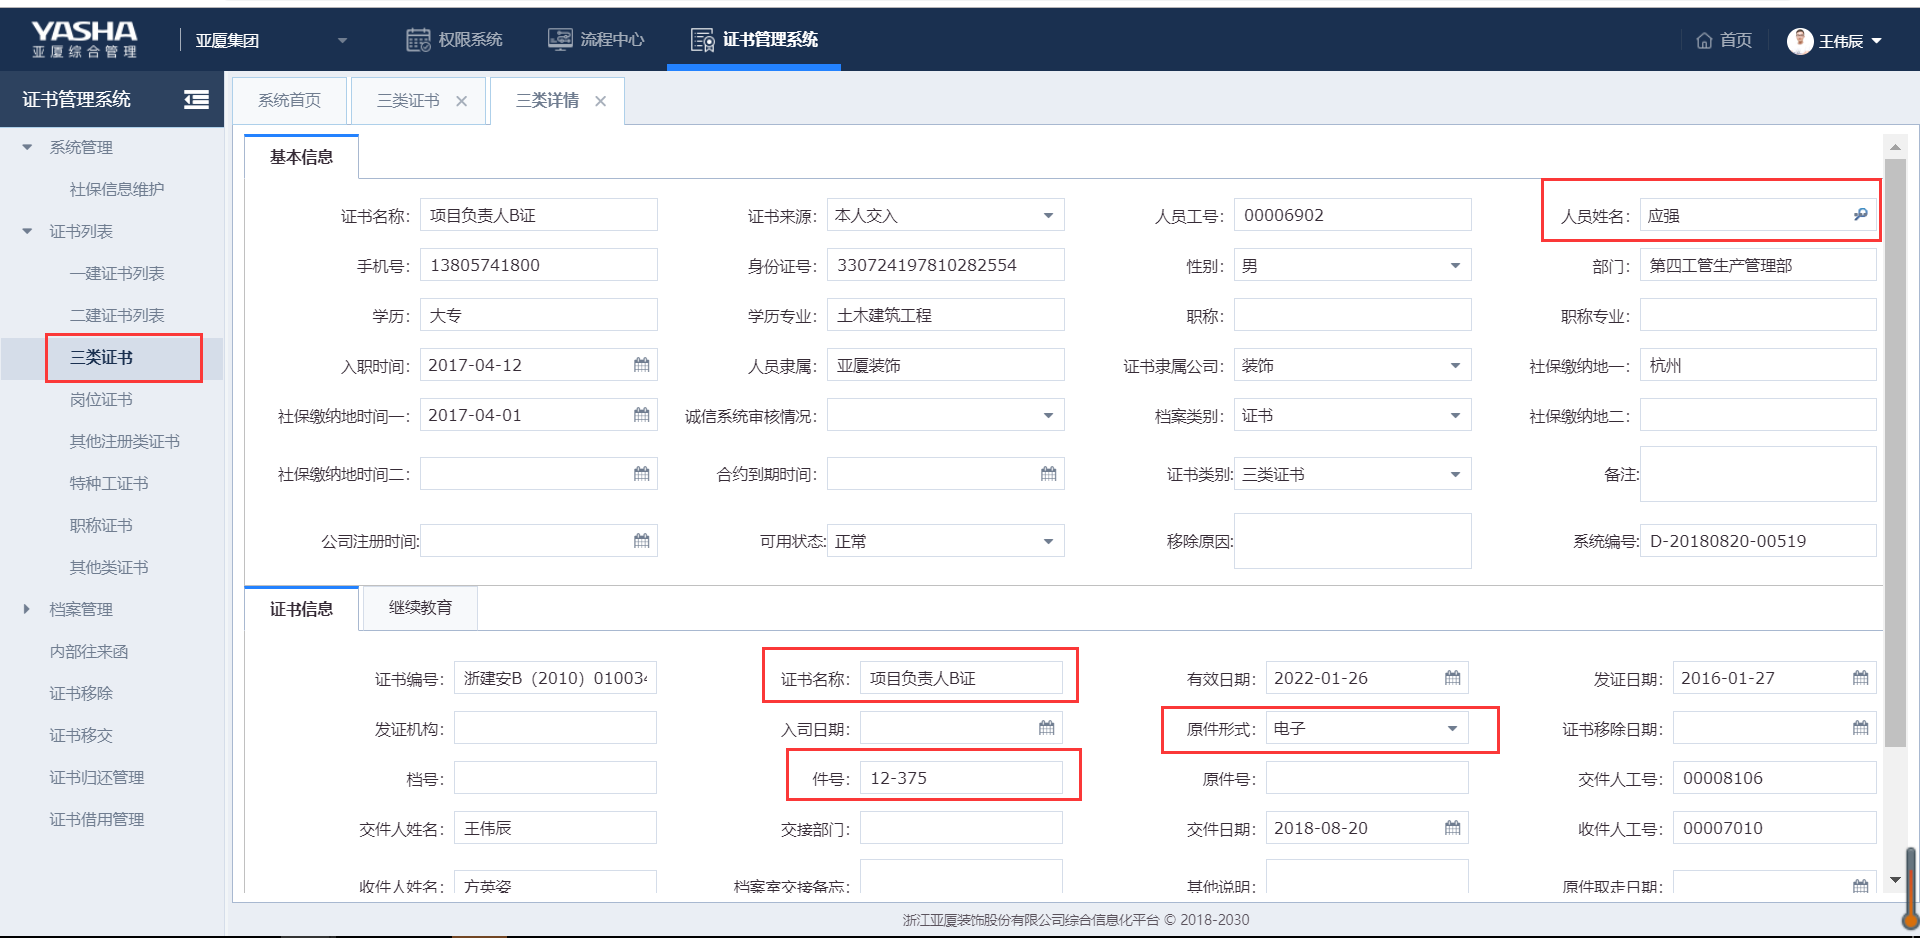 YASHA
亚厦综合管理
亚厦集团
权限系统
流程中心
证书管理系统
首页
王伟辰
证书管理系统
系统管理
社保信息维护
证书列表
一建证书列表
二建证书列表
三类证书
岗位证书
其他注册类证书
特种工证书
职称证书
其他类证书
档案管理
内部往来函
证书移除
证书移交
证书归还管理
证书借用管理
系统首页
三类证书
三类详情
基本信息
证书名称: 项目负责人B证
证书来源: 本人交入
人员工号: 00006902
人员姓名: 应强
手机号: 13805741800
身份证号: 330724197810282554
性别: 男
部门: 第四工管生产管理部
学历: 大专
学历专业: 土木建筑工程
职称:
职称专业:
入职时间: 2017-04-12
人员隶属: 亚厦装饰
证书隶属公司: 装饰
社保缴纳地一: 杭州
社保缴纳地时间一: 2017-04-01
诚信系统审核情况:
档案类别: 证书
社保缴纳地二:
社保缴纳地时间二:
合约到期时间:
证书类别: 三类证书
备注:
公司注册时间:
可用状态: 正常
移除原因:
系统编号: D-20180820-00519
证书信息
继续教育
证书编号: 浙建安B（2010）010034
证书名称: 项目负责人B证
有效日期: 2022-01-26
发证日期: 2016-01-27
发证机构:
入司日期:
原件形式: 电子
证书移除日期:
档号:
件号: 12-375
原件号:
交件人工号: 00008106
交件人姓名: 王伟辰
交接部门:
交件日期: 2018-08-20
收件人工号: 00007010
收件人姓名: 方英姿
档案室交接备忘:
其他说明:
原件取走日期:
浙江亚厦装饰股份有限公司综合信息化平台 © 2018-2030